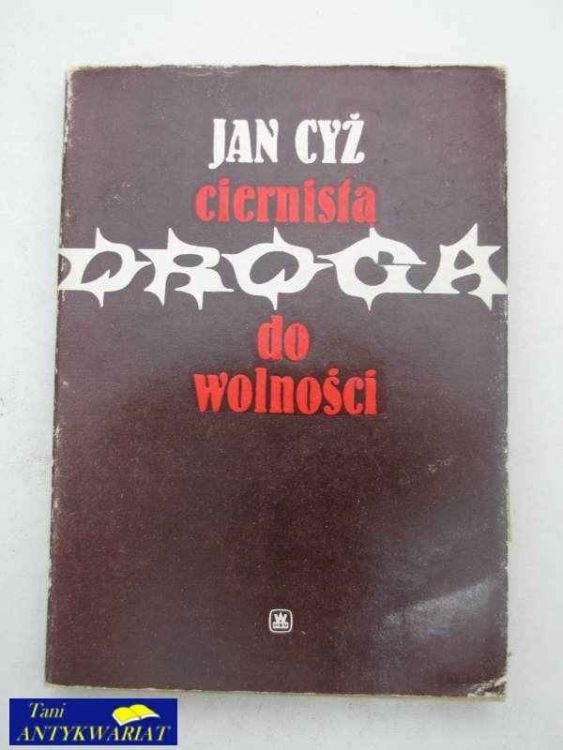 JAN CYŻ
ciernista
DROGA
do
wolności
Tani
ANTYKWARIAT